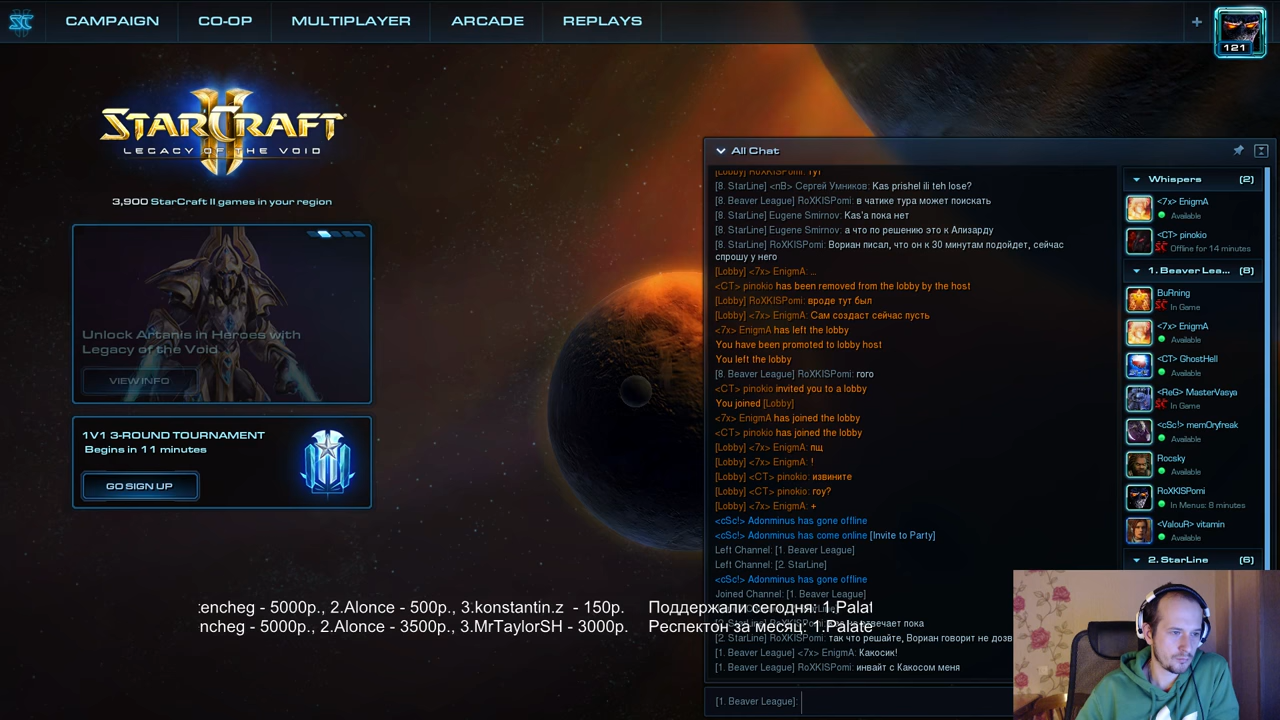 CAMPAIGN
CO-OP
MULTIPLAYER
ARCADE
REPLAYS
+
121
STARCRAFT
II
LEGACY OF THE VOID
3,900 StarCraft II games in your region
Unlock Artanis in Heroes with
Legacy of the Void
VIEW INFO
1V1 3-ROUND TOURNAMENT
Begins in 11 minutes
GO SIGN UP
All Chat
[Lobby] RoXKISPomi: тут
[8. StarLine] <nB> Сергей Умников: Kas prishel ili teh lose?
[8. Beaver League] RoXKISPomi: в чатике тура может поискать
[8. StarLine] Eugene Smirnov: Kas'a пока нет
[8. StarLine] Eugene Smirnov: а что по решению это к Ализарду
[8. StarLine] RoXKISPomi: Вориан писал, что он к 30 минутам подойдет, сейчас
спрошу у него
[Lobby] <7x> EnigmA: ...
<CT> pinokio has been removed from the lobby by the host
[Lobby] RoXKISPomi: вроде тут был
[Lobby] <7x> EnigmA: Сам создаст сейчас пусть
<7x> EnigmA has left the lobby
You have been promoted to lobby host
You left the lobby
[8. Beaver League] RoXKISPomi: гого
<CT> pinokio invited you to a lobby
You joined [Lobby]
<7x> EnigmA has joined the lobby
<CT> pinokio has joined the lobby
[Lobby] <7x> EnigmA: пщ
[Lobby] <7x> EnigmA: !
[Lobby] <CT> pinokio: извините
[Lobby] <CT> pinokio: гоу?
[Lobby] <7x> EnigmA: +
<cSc!> Adonminus has gone offline
<cSc!> Adonminus has come online [Invite to Party]
Left Channel: [1. Beaver League]
Left Channel: [2. StarLine]
<cSc!> Adonminus has gone offline
Joined Channel: [1. Beaver League]
отвечает пока
[2. StarLine] RoXKISPomi: так что решайте, Вориан говорит не дозв
[1. Beaver League] <7x> EnigmA: Какосик!
[1. Beaver League] RoXKISPomi: инвайт с Какосом меня
[1. Beaver League]:
Whispers (2)
<7x> EnigmA
Available
<CT> pinokio
Offline for 14 minutes
1. Beaver Lea... (8)
BuRning
In Game
<7x> EnigmA
Available
<CT> GhostHell
Available
<ReG> MasterVasya
In Game
<cSc!> memOryfreak
Available
Rocsky
Available
RoXKISPomi
In Menus: 8 minutes
<ValouR> vitamin
Available
2. StarLine (6)
encheg - 5000р., 2.Alonce - 500р., 3.konstantin.z - 150р. Поддержали сегодня: 1.Palat
ncheg - 5000р., 2.Alonce - 3500р., 3.MrTaylorSH - 3000р. Респектон за месяц: 1.Palate